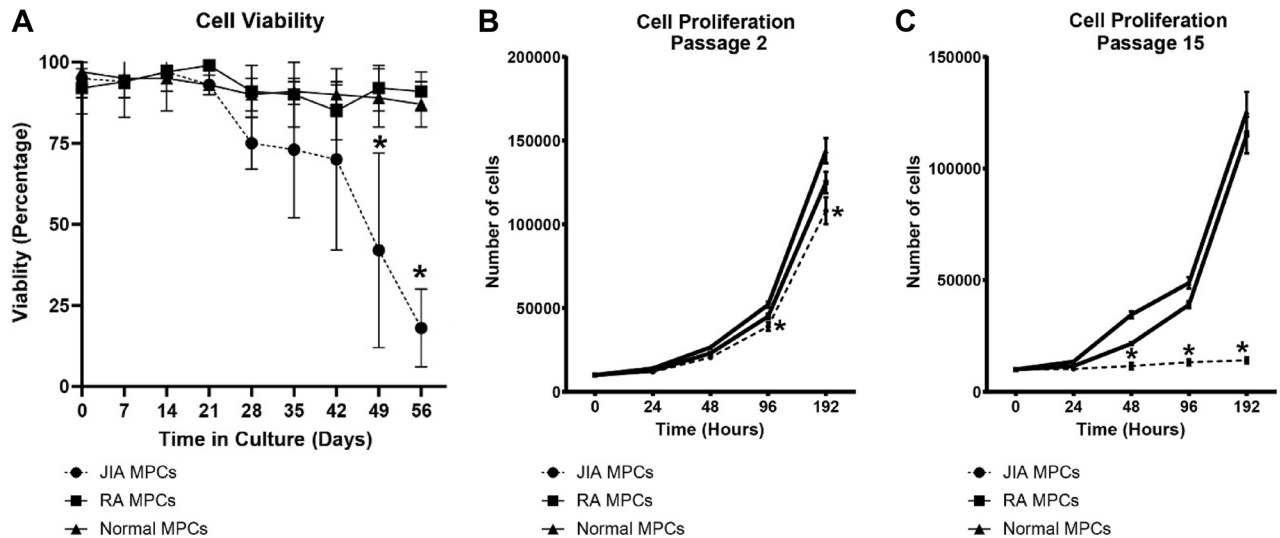 A
Cell Viability
Viablity (Percentage)
100
75
50
25
0
0 7 14 21 28 35 42 49 56
*
*
Time in Culture (Days)
JIA MPCs
RA MPCs
Normal MPCs
B
Cell Proliferation
Passage 2
Number of cells
200000
150000
100000
50000
0
0 24 48 96 192
*
*
Time (Hours)
JIA MPCs
RA MPCs
Normal MPCs
C
Cell Proliferation
Passage 15
Number of cells
150000
100000
50000
0
0 24 48 96 192
* * *
Time (Hours)
JIA MPCs
RA MPCs
Normal MPCs